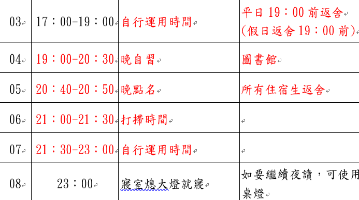 03 17：00-19：00 自行運用時間 平日 19：00 前返舍
(假日返舍 19：00 前)
04 19：00-20：30 晚自習 圖書館
05 20：40-20：50 晚點名 所有住宿生返舍
06 21：00-21：30 打掃時間
07 21：30-23：00 自行運用時間
08 23：00 寢室熄大燈就寢 如要繼續夜讀，可使用
桌燈